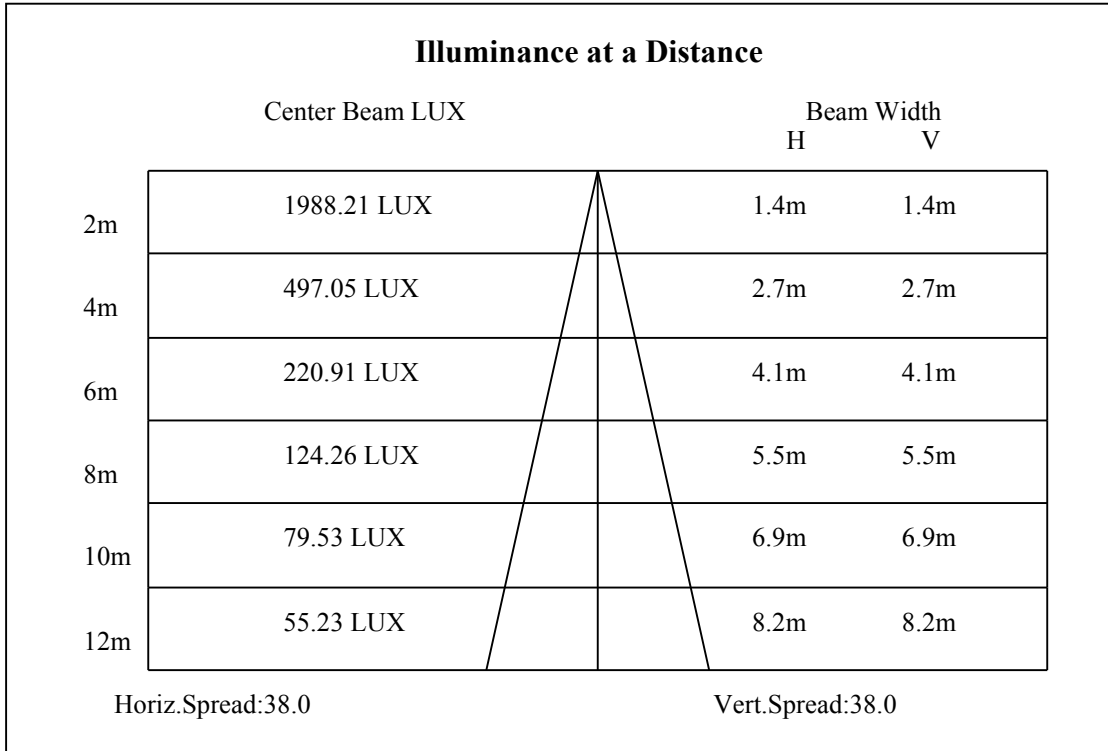 Illuminance at a Distance
Center Beam LUX Beam Width
H V
2m 1988.21 LUX 1.4m 1.4m
4m 497.05 LUX 2.7m 2.7m
6m 220.91 LUX 4.1m 4.1m
8m 124.26 LUX 5.5m 5.5m
10m 79.53 LUX 6.9m 6.9m
12m 55.23 LUX 8.2m 8.2m
Horiz.Spread:38.0 Vert.Spread:38.0